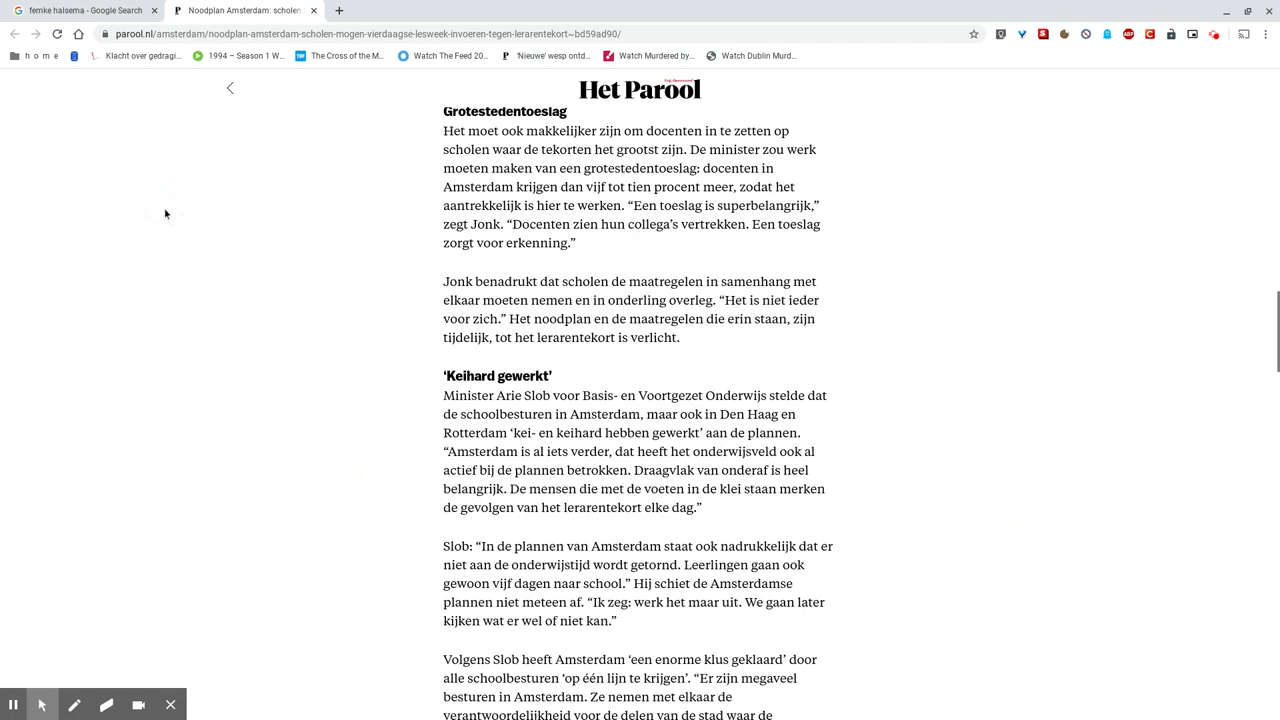 femke halsema - Google Search
Noodplan Amsterdam: scholen
parool.nl/amsterdam/noodplan-amsterdam-scholen-mogen-vierdaagse-lesweek-invoeren-tegen-lerarentekort~bd59ad90/
h o m e
Klacht over gedragi...
1994 – Season 1 W...
The Cross of the M...
Watch The Feed 20...
'Nieuwe' wesp ontd...
Watch Murdered by...
Watch Dublin Murd...
Het Parool
Grotestedentoeslag
Het moet ook makkelijker zijn om docenten in te zetten op
scholen waar de tekorten het grootst zijn. De minister zou werk
moeten maken van een grotestedentoeslag: docenten in
Amsterdam krijgen dan vijf tot tien procent meer, zodat het
aantrekkelijk is hier te werken. “Een toeslag is superbelangrijk,”
zegt Jonk. “Docenten zien hun collega’s vertrekken. Een toeslag
zorgt voor erkenning.”
Jonk benadrukt dat scholen de maatregelen in samenhang met
elkaar moeten nemen en in onderling overleg. “Het is niet ieder
voor zich.” Het noodplan en de maatregelen die erin staan, zijn
tijdelijk, tot het lerarentekort is verlicht.
‘Keihard gewerkt’
Minister Arie Slob voor Basis- en Voortgezet Onderwijs stelde dat
de schoolbesturen in Amsterdam, maar ook in Den Haag en
Rotterdam ‘kei- en keihard hebben gewerkt’ aan de plannen.
“Amsterdam is al iets verder, dat heeft het onderwijsveld ook al
actief bij de plannen betrokken. Draagvlak van onderaf is heel
belangrijk. De mensen die met de voeten in de klei staan merken
de gevolgen van het lerarentekort elke dag.”
Slob: “In de plannen van Amsterdam staat ook nadrukkelijk dat er
niet aan de onderwijstijd wordt getornd. Leerlingen gaan ook
gewoon vijf dagen naar school.” Hij schiet de Amsterdamse
plannen niet meteen af. “Ik zeg: werk het maar uit. We gaan later
kijken wat er wel of niet kan.”
Volgens Slob heeft Amsterdam ‘een enorme klus geklaard’ door
alle schoolbesturen ‘op één lijn te krijgen’. “Er zijn megaveel
besturen in Amsterdam. Ze nemen met elkaar de
verantwoordelijkheid voor de delen van de stad waar de